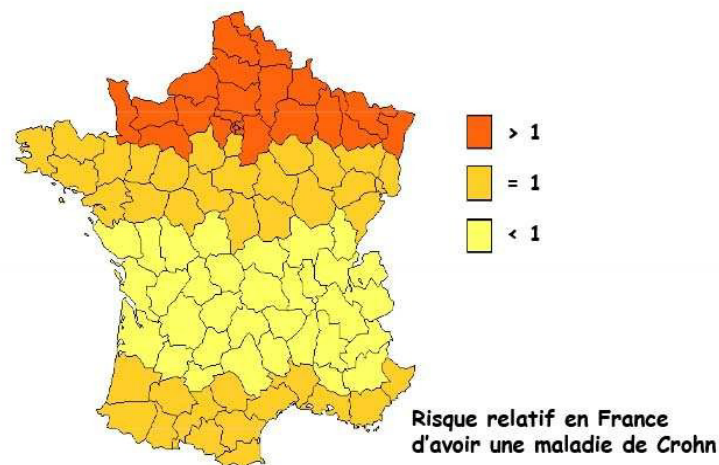 > 1
= 1
< 1
Risque relatif en France
d'avoir une maladie de Crohn